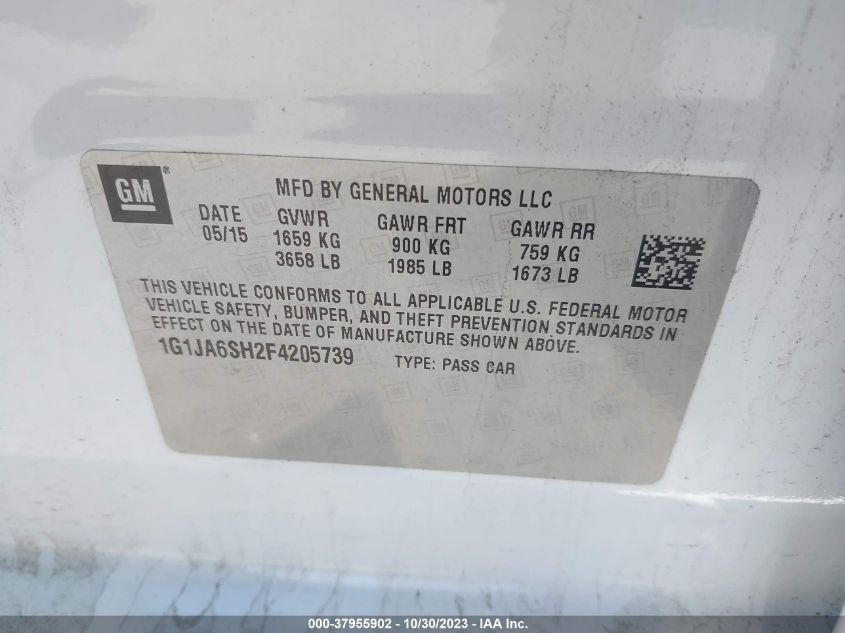 GM®
MFD BY GENERAL MOTORS LLC
DATE GVWR GAWR FRT GAWR RR
05/15 1659 KG 900 KG 759 KG
3658 LB 1985 LB 1673 LB
THIS VEHICLE CONFORMS TO ALL APPLICABLE U.S. FEDERAL MOTOR
VEHICLE SAFETY, BUMPER, AND THEFT PREVENTION STANDARDS IN
EFFECT ON THE DATE OF MANUFACTURE SHOWN ABOVE.
1G1JA6SH2F4205739 TYPE: PASS CAR
000-37955902 - 10/30/2023 - IAA Inc.